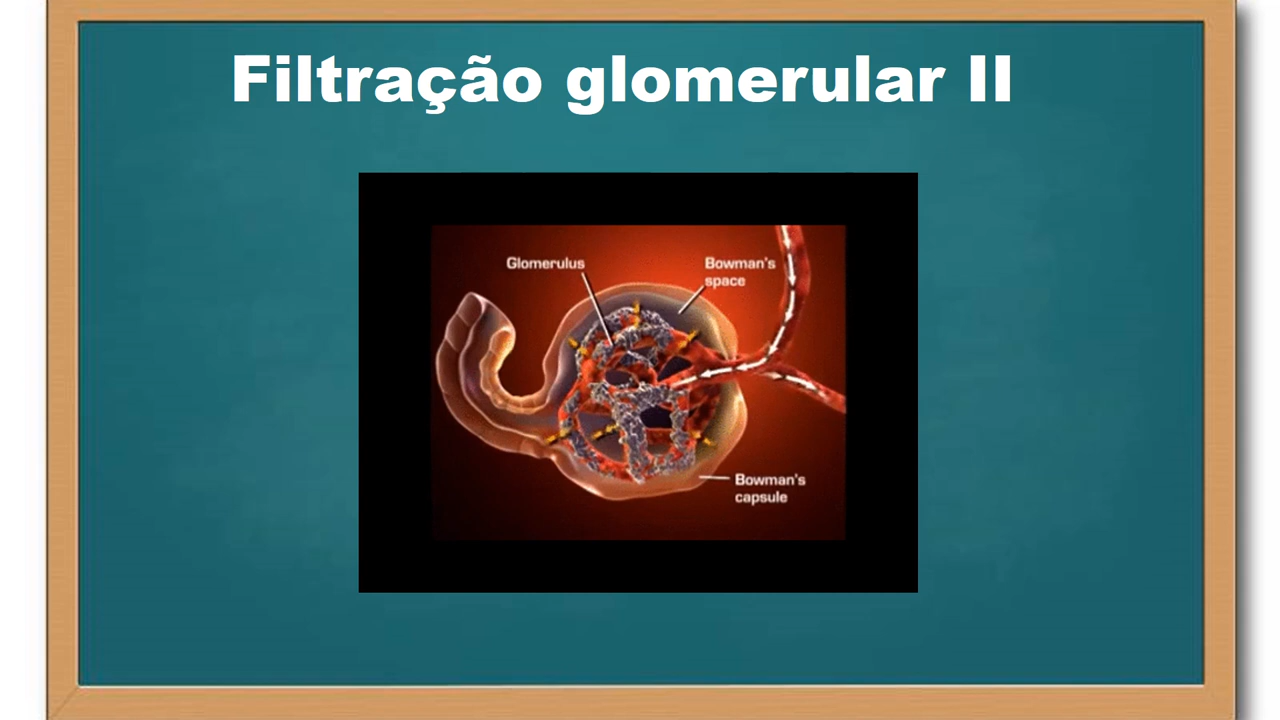 Filtração glomerular II
Glomerulus
Bowman's
space
Bowman's
capsule